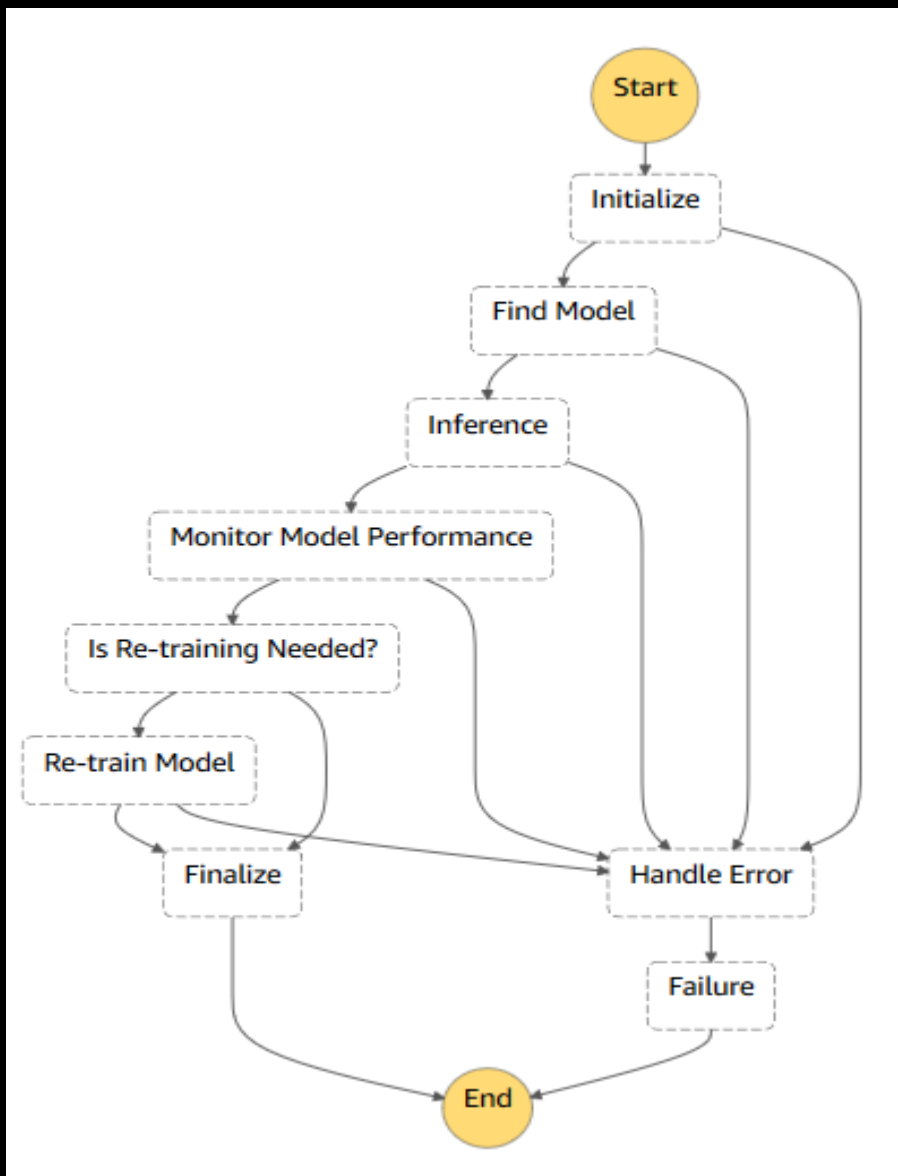 Start
Initialize
Find Model
Inference
Monitor Model Performance
Is Re-training Needed?
Re-train Model
Finalize
Handle Error
Failure
End